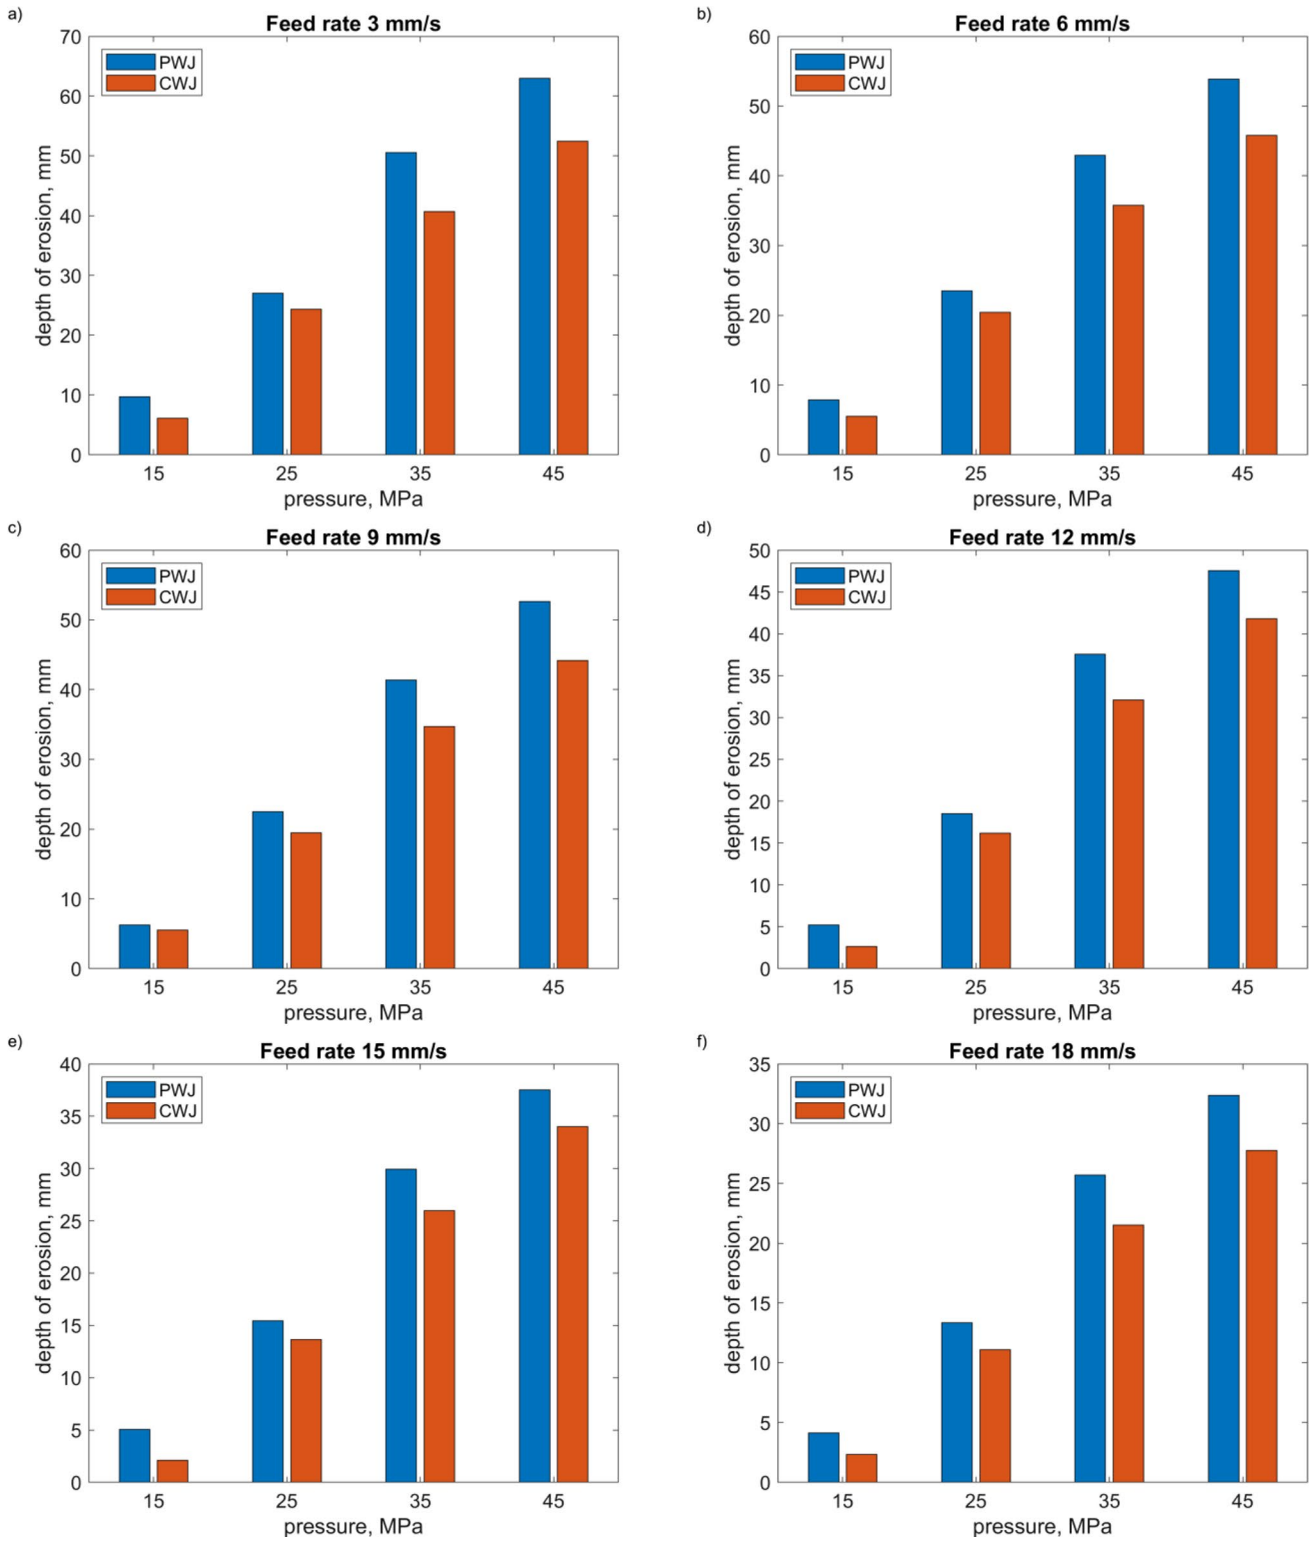 a)
Feed rate 3 mm/s
PWJ
CWJ
depth of erosion, mm
70
60
50
40
30
20
10
0
15 25 35 45
pressure, MPa
b)
Feed rate 6 mm/s
PWJ
CWJ
depth of erosion, mm
60
50
40
30
20
10
0
15 25 35 45
pressure, MPa
c)
Feed rate 9 mm/s
PWJ
CWJ
depth of erosion, mm
60
50
40
30
20
10
0
15 25 35 45
pressure, MPa
d)
Feed rate 12 mm/s
PWJ
CWJ
depth of erosion, mm
50
45
40
35
30
25
20
15
10
5
0
15 25 35 45
pressure, MPa
e)
Feed rate 15 mm/s
PWJ
CWJ
depth of erosion, mm
40
35
30
25
20
15
10
5
0
15 25 35 45
pressure, MPa
f)
Feed rate 18 mm/s
PWJ
CWJ
depth of erosion, mm
35
30
25
20
15
10
5
0
15 25 35 45
pressure, MPa